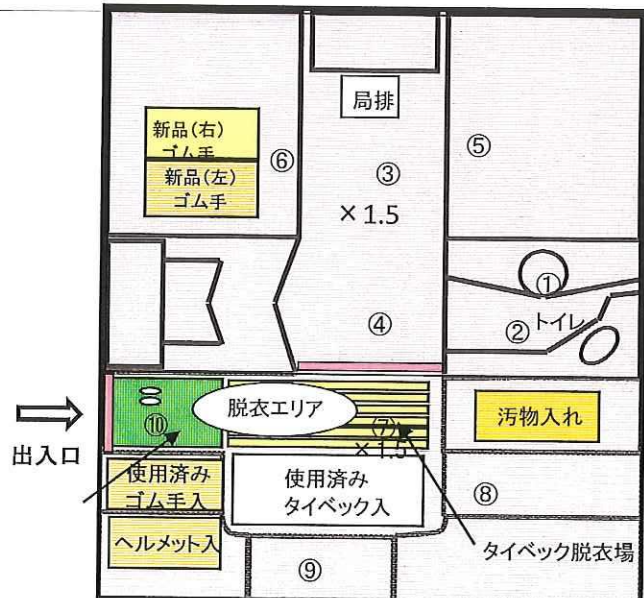 局排
新品(右)
ゴム手
新品(左)
ゴム手
⑥
③
⑤
×1.5
①
④
②
トイレ
⑩
脱衣エリア
⑦
×1.5
汚物入れ
出入口
使用済み
ゴム手入
使用済み
タイベック入
⑧
ヘルメット入
⑨
タイベック脱衣場